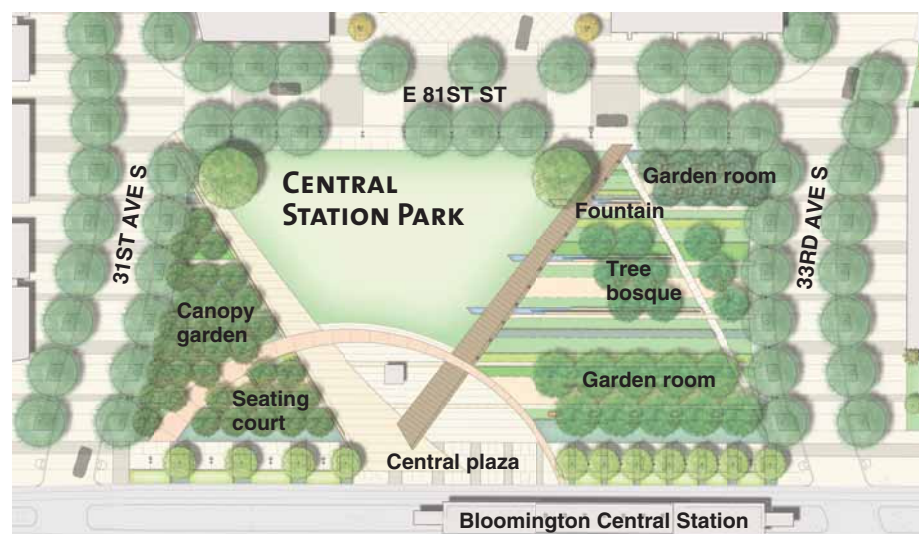 E 81ST ST
CENTRAL
STATION PARK
Garden room
Fountain
31ST AVE S
33RD AVE S
Tree
bosque
Canopy
garden
Garden room
Seating
court
Central plaza
Bloomington Central Station